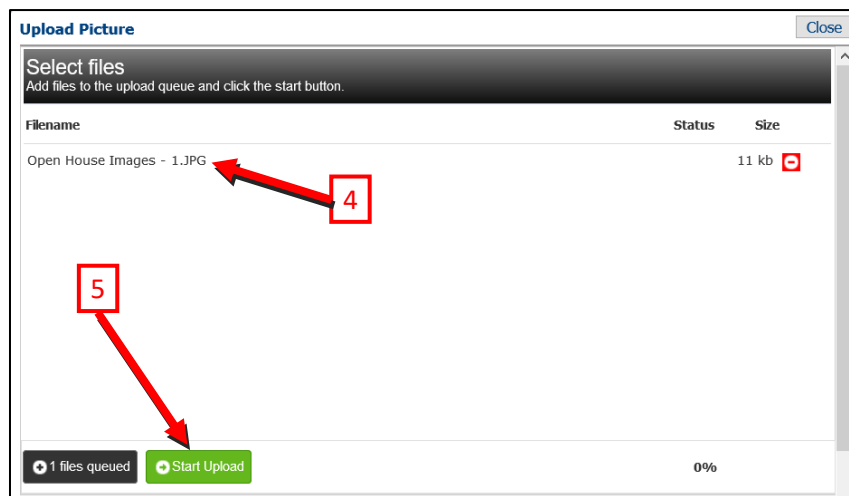 Upload Picture Close
Select files
Add files to the upload queue and click the start button.
Filename Status Size
Open House Images - 1.JPG 11 kb
4
5
1 files queued Start Upload 0%